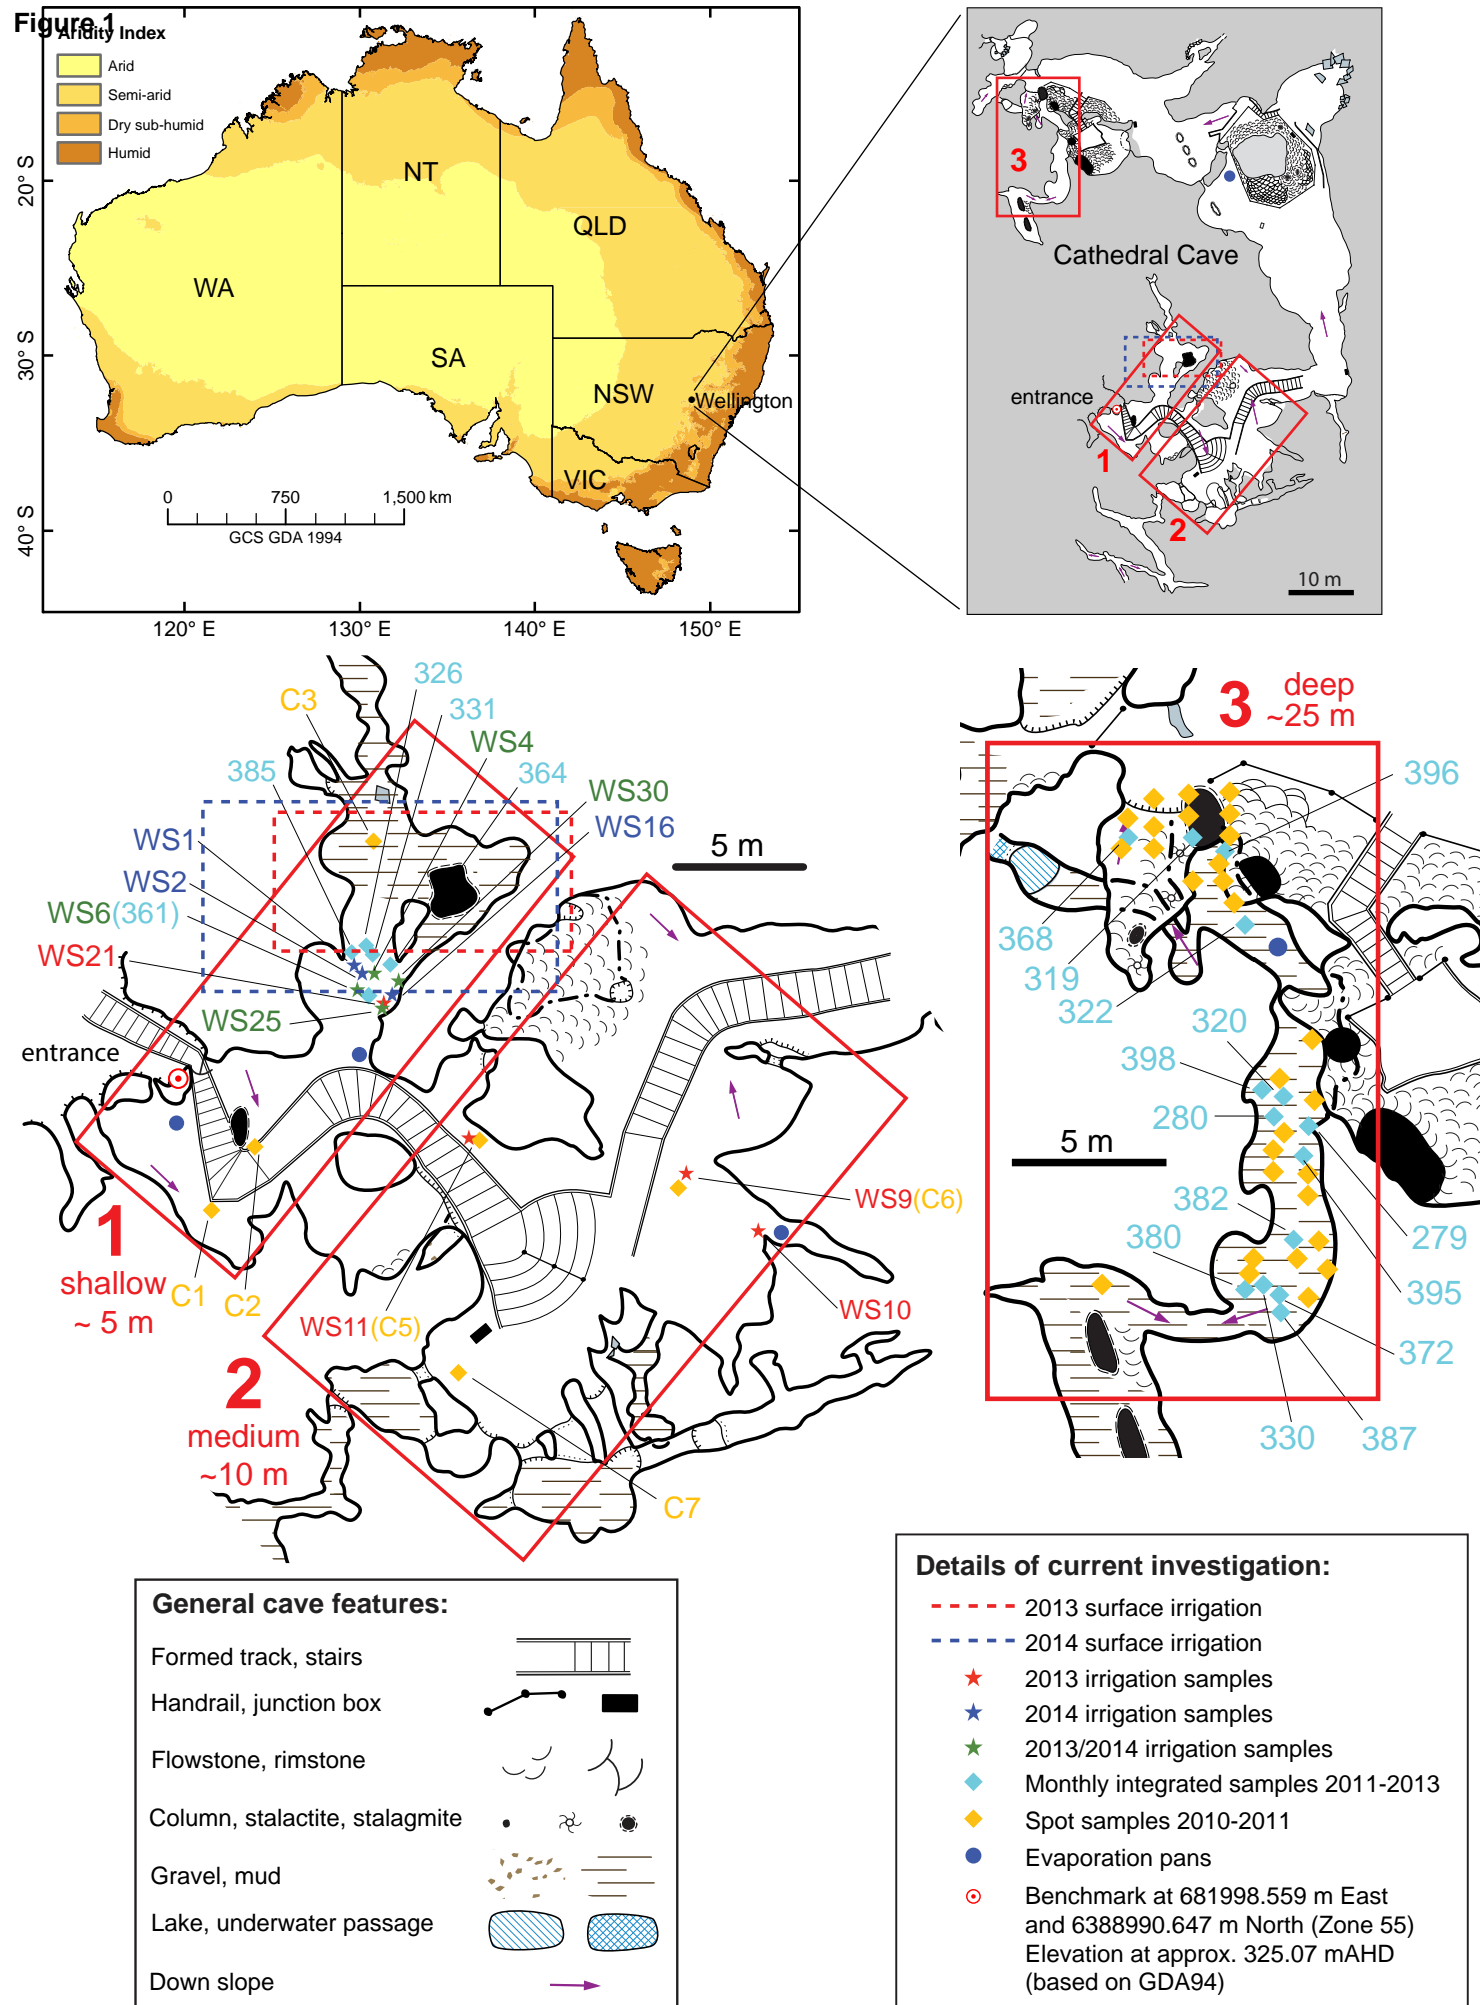 Figure 1
Aridity Index
Arid
Semi-arid
Dry sub-humid
Humid
20° S
30° S
40° S
120° E
130° E
140° E
150° E
NT
QLD
WA
SA
NSW
VIC
Wellington
0 750 1,500 km
GCS GDA 1994
3
Cathedral Cave
entrance
1
2
10 m
326
C3
331
WS4
385
364
WS30
WS16
WS1
WS2
WS6(361)
WS21
WS25
5 m
entrance
1
shallow
~ 5 m
C1
C2
WS11(C5)
WS9(C6)
WS10
2
medium
~10 m
C7
3 deep
~25 m
396
368
319
322
320
398
280
5 m
382
380
279
395
372
330
387
General cave features:
Formed track, stairs
Handrail, junction box
Flowstone, rimstone
Column, stalactite, stalagmite
Gravel, mud
Lake, underwater passage
Down slope
Details of current investigation:
2013 surface irrigation
2014 surface irrigation
2013 irrigation samples
2014 irrigation samples
2013/2014 irrigation samples
Monthly integrated samples 2011-2013
Spot samples 2010-2011
Evaporation pans
Benchmark at 681998.559 m East
and 6388990.647 m North (Zone 55)
Elevation at approx. 325.07 mAHD
(based on GDA94)